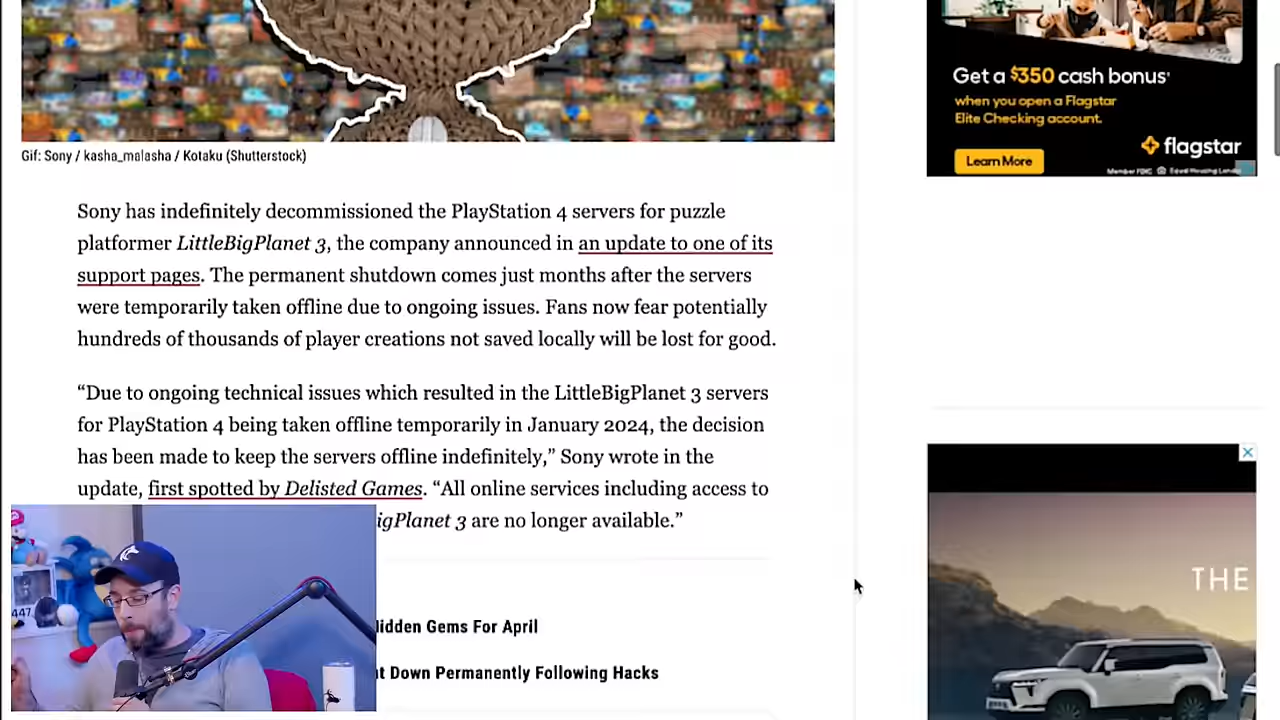 Get a $350 cash bonus¹
when you open a Flagstar
Elite Checking account.
flagstar
Learn More
Member FDIC
Gif: Sony / kasha_malasha / Kotaku (Shutterstock)
Sony has indefinitely decommissioned the PlayStation 4 servers for puzzle
platformer LittleBigPlanet 3, the company announced in an update to one of its
support pages. The permanent shutdown comes just months after the servers
were temporarily taken offline due to ongoing issues. Fans now fear potentially
hundreds of thousands of player creations not saved locally will be lost for good.
“Due to ongoing technical issues which resulted in the LittleBigPlanet 3 servers
for PlayStation 4 being taken offline temporarily in January 2024, the decision
has been made to keep the servers offline indefinitely,” Sony wrote in the
update, first spotted by Delisted Games. “All online services including access to
igPlanet 3 are no longer available.”
THE
447
idden Gems For April
t Down Permanently Following Hacks